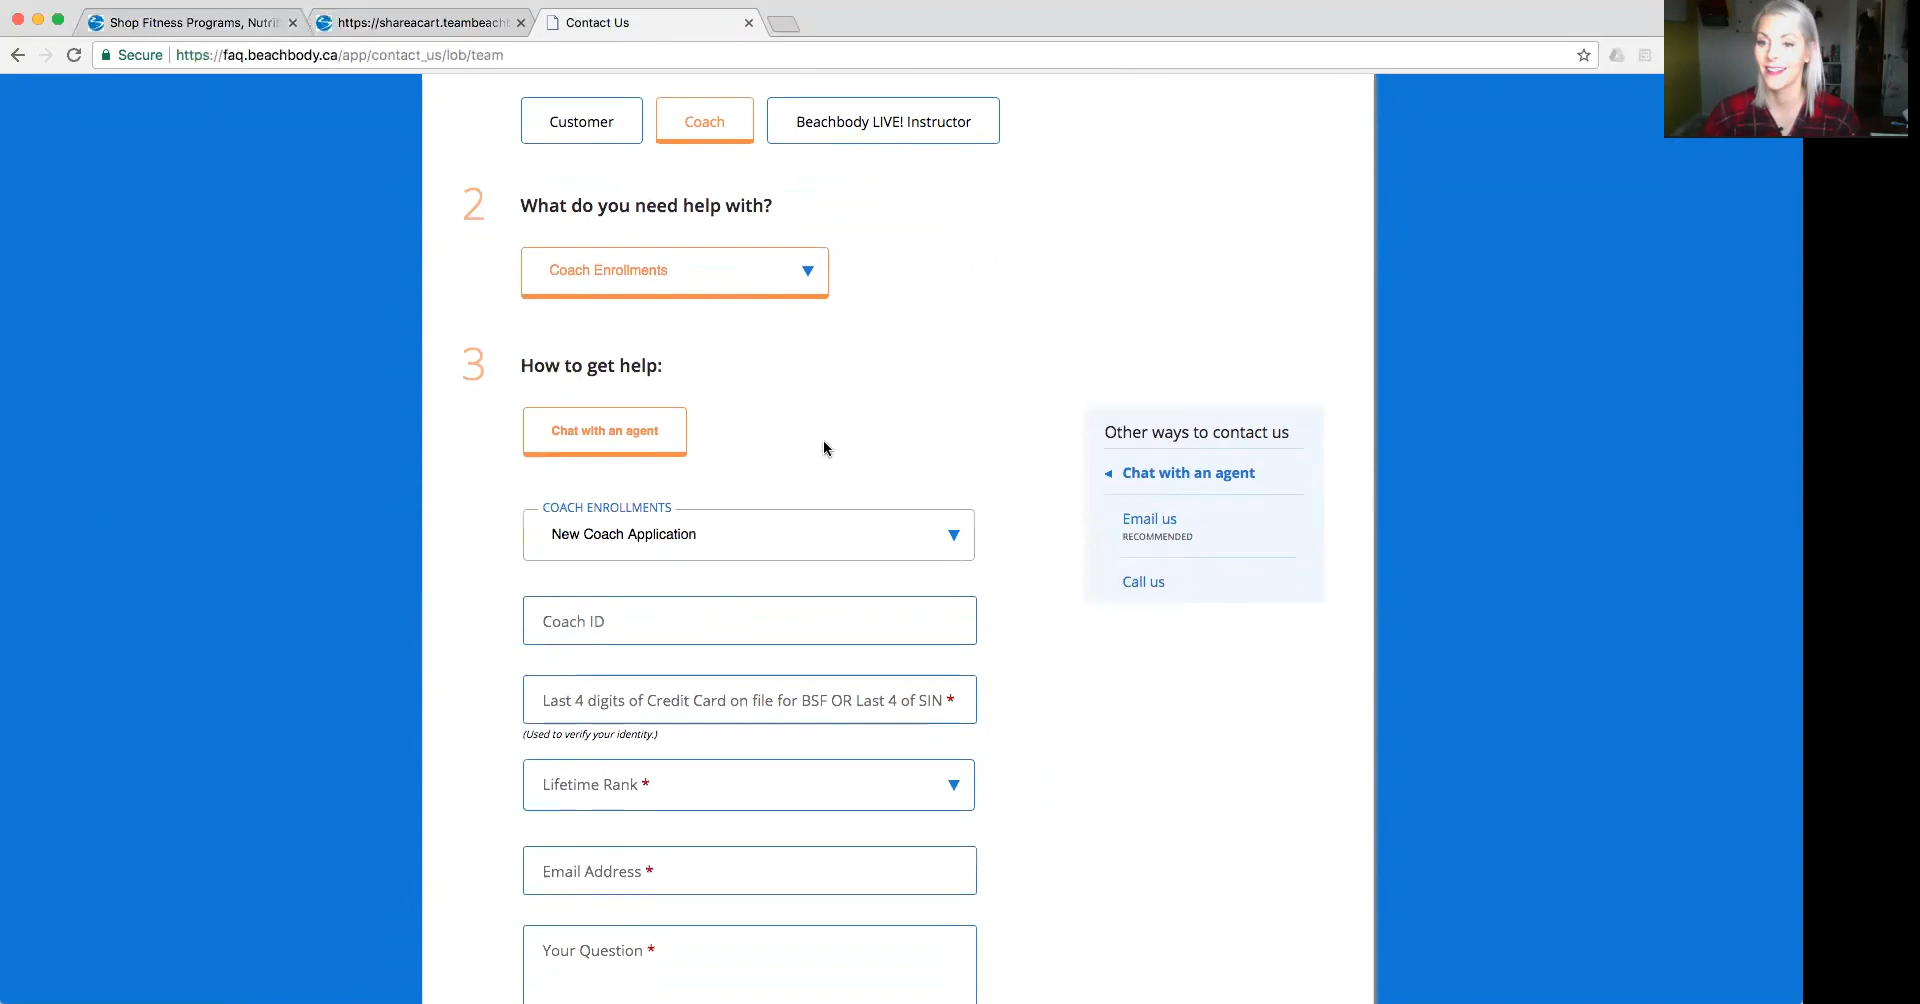 Shop Fitness Programs, Nutri
https://shareacart.teambeach
Contact Us
Secure
https://faq.beachbody.ca/app/contact_us/lob/team
Customer
Coach
Beachbody LIVE! Instructor
2
What do you need help with?
Coach Enrollments
3
How to get help:
Chat with an agent
Other ways to contact us
Chat with an agent
Email us
RECOMMENDED
Call us
COACH ENROLLMENTS
New Coach Application
Coach ID
Last 4 digits of Credit Card on file for BSF OR Last 4 of SIN *
(Used to verify your identity.)
Lifetime Rank *
Email Address *
Your Question *